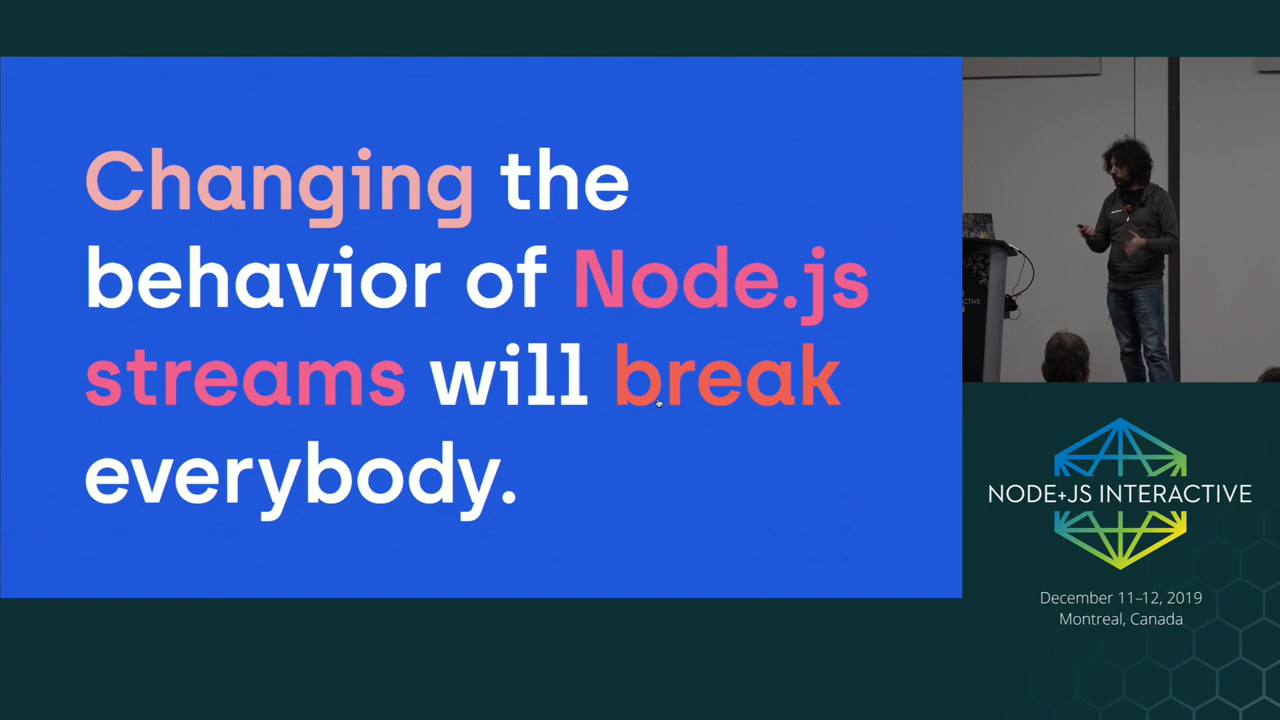 Changing the
behavior of Node.js
streams will break
everybody.
NODE+JS INTERACTIVE
December 11–12, 2019
Montreal, Canada